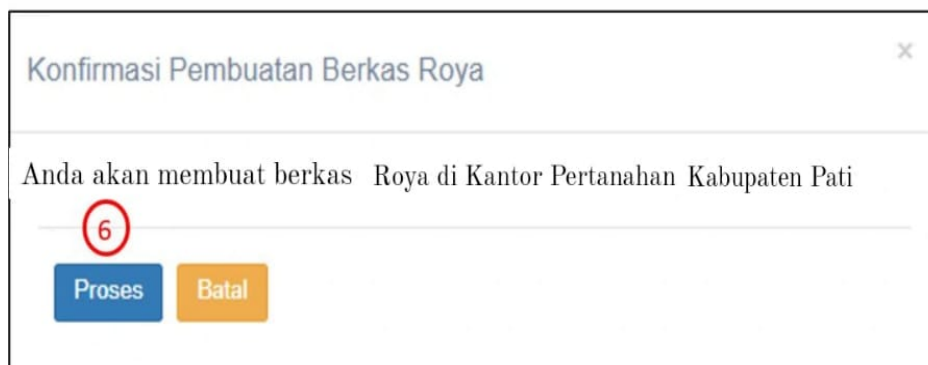 Konfirmasi Pembuatan Berkas Roya ×
Anda akan membuat berkas Roya di Kantor Pertanahan Kabupaten Pati
6
Proses Batal